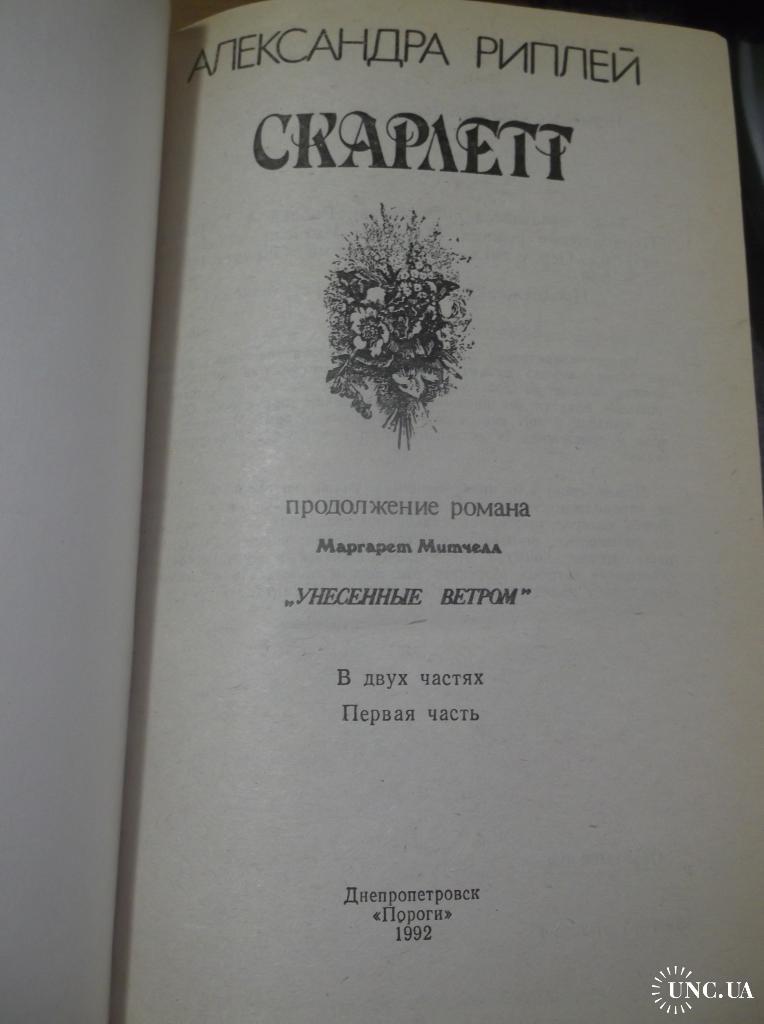 АЛЕКСАНДРА РИПЛЕЙ
СКАРЛЕТТ
продолжение романа
Маргарет Митчелл
„УНЕСЕННЫЕ ВЕТРОМ”
В двух частях
Первая часть
Днепропетровск
«Пороги»
1992
UNC.UA